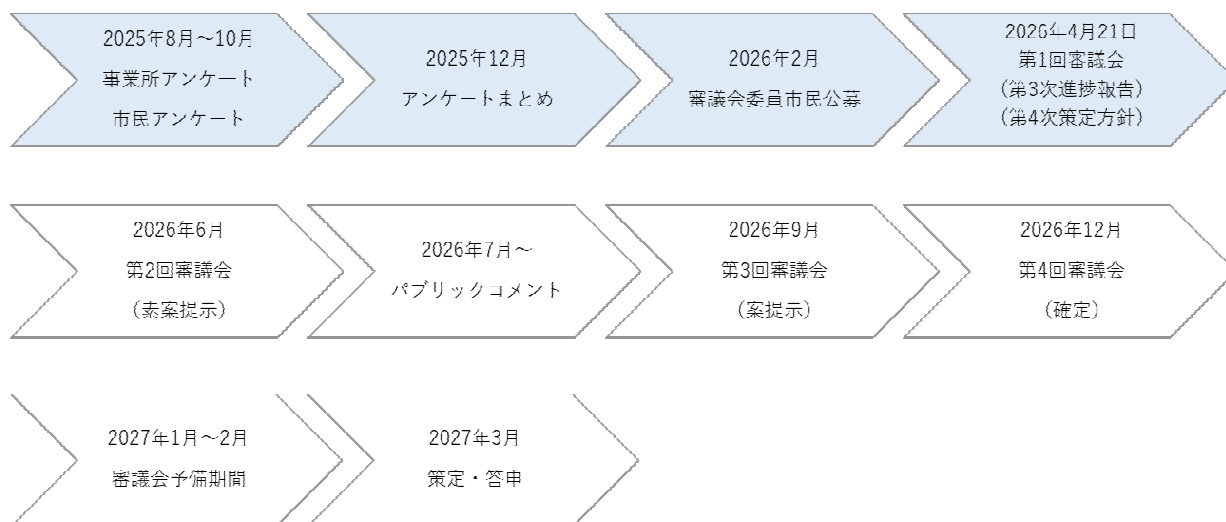 2025年8月～10月
事業所アンケート
市民アンケート
2025年12月
アンケートまとめ
2026年2月
審議会委員市民公募
2026年4月21日
第1回審議会
(第3次進捗報告)
(第4次策定方針)
2026年6月
第2回審議会
（素案提示）
2026年7月～
パブリックコメント
2026年9月
第3回審議会
（案提示）
2026年12月
第4回審議会
（確定）
2027年1月～2月
審議会予備期間
2027年3月
策定・答申